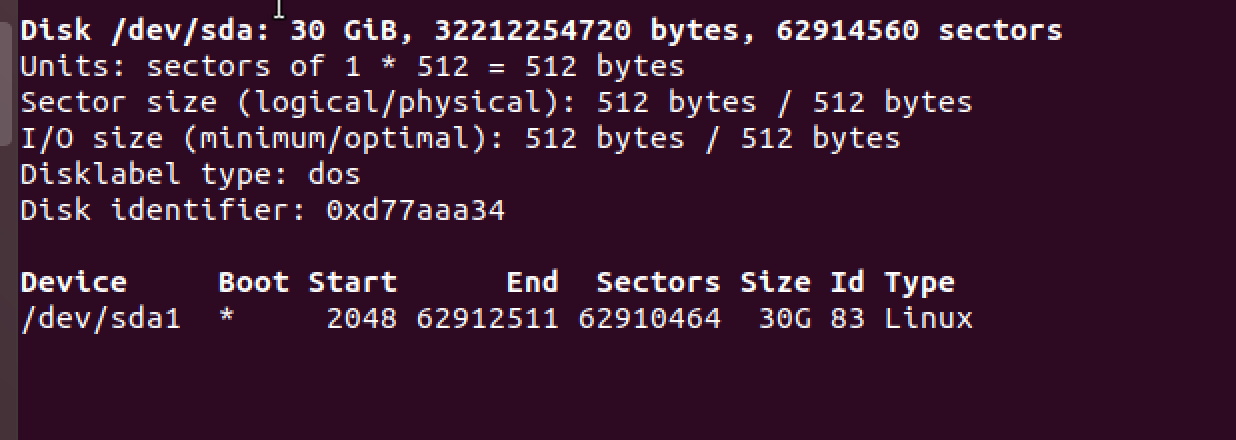 Disk /dev/sda: 30 GiB, 32212254720 bytes, 62914560 sectors
Units: sectors of 1 * 512 = 512 bytes
Sector size (logical/physical): 512 bytes / 512 bytes
I/O size (minimum/optimal): 512 bytes / 512 bytes
Disklabel type: dos
Disk identifier: 0xd77aaa34

Device     Boot Start      End  Sectors Size Id Type
/dev/sda1  *     2048 62912511 62910464  30G 83 Linux